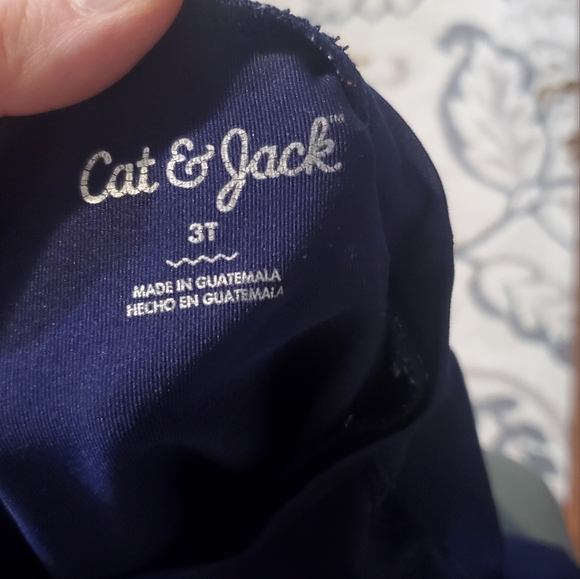 Cat & Jack™
3T
MADE IN GUATEMALA
HECHO EN GUATEMALA